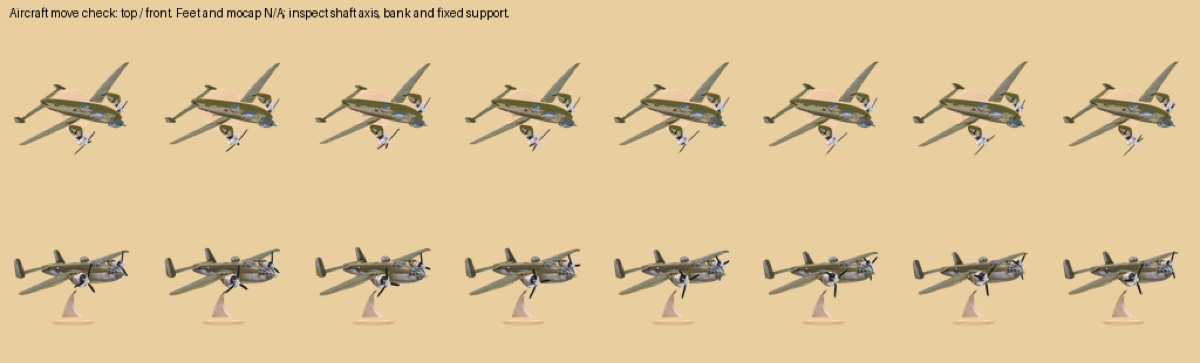 Aircraft move check: top / front. Feet and mocap N/A; inspect shaft axis, bank and fixed support.